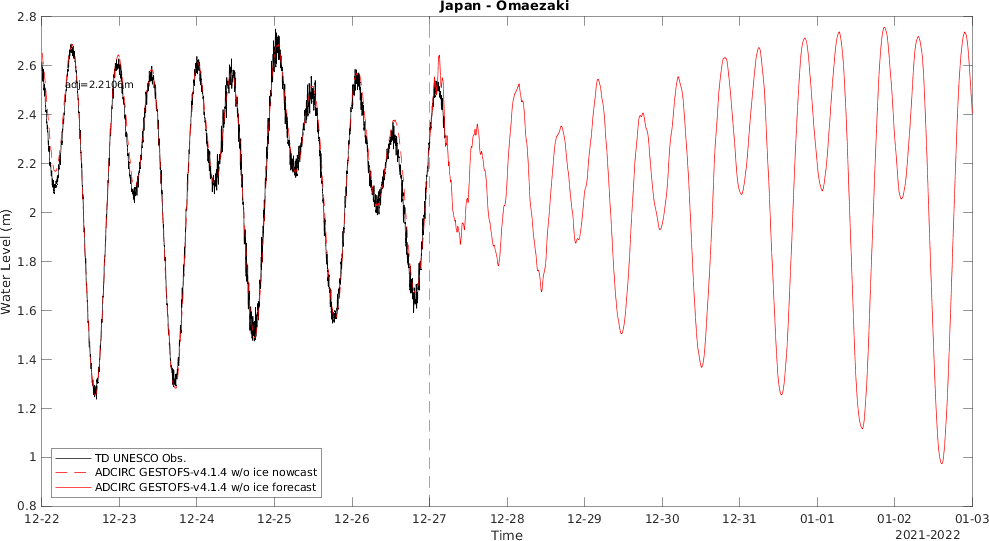 Japan - Omaezaki
2.8
2.6
2.4
2.2
2
1.8
1.6
1.4
1.2
1
0.8
Water Level (m)
adj=2.2106m
TD UNESCO Obs.
ADCIRC GESTOFS-v4.1.4 w/o ice nowcast
ADCIRC GESTOFS-v4.1.4 w/o ice forecast
12-22 12-23 12-24 12-25 12-26 12-27 12-28 12-29 12-30 12-31 01-01 01-02 01-03
Time
2021-2022